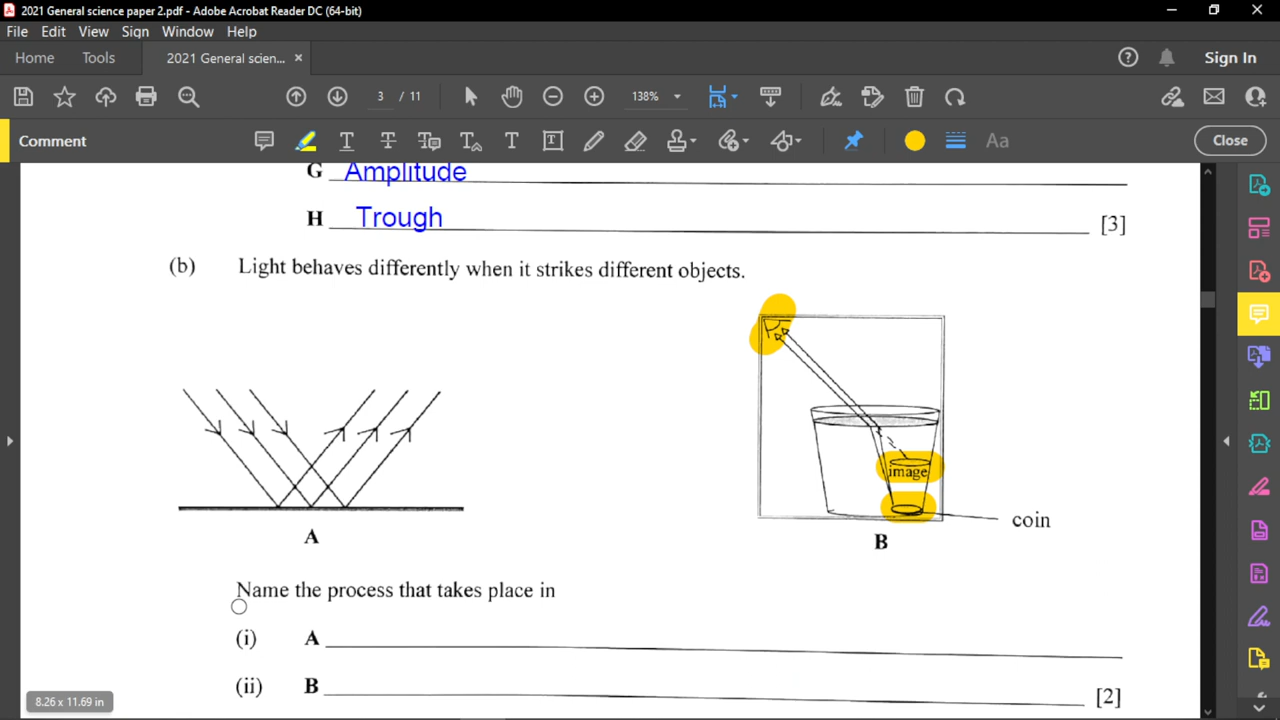 2021 General science paper 2.pdf - Adobe Acrobat Reader DC (64-bit)
File Edit View Sign Window Help
Home Tools 2021 General scien... × Sign In
3 / 11 138%
Comment Close
G Amplitude
H Trough [3]
(b) Light behaves differently when it strikes different objects.
image
coin
A
B
Name the process that takes place in
(i) A
(ii) B [2]
8.26 x 11.69 in